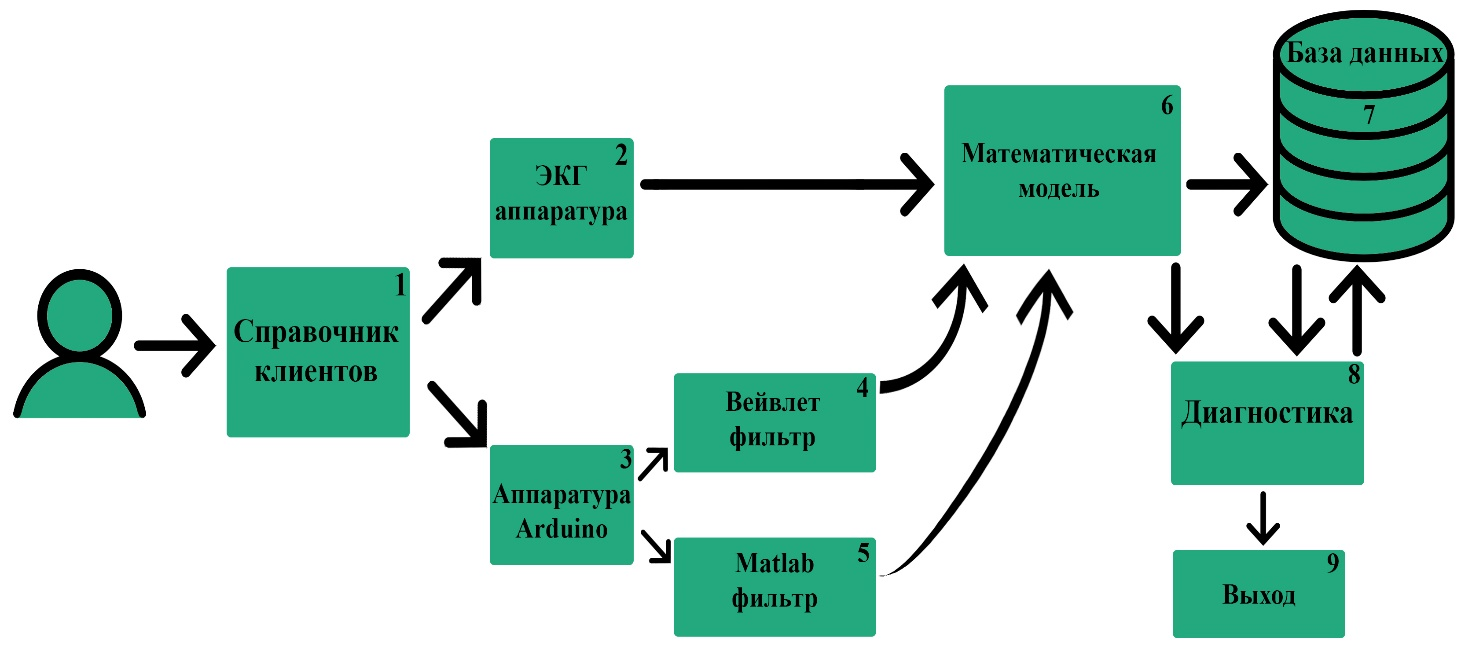 1
Справочник
клиентов
2
ЭКГ
аппаратура
3
Аппаратура
Arduino
4
Вейвлет
фильтр
5
Matlab
фильтр
6
Математическая
модель
База данных
7
8
Диагностика
9
Выход